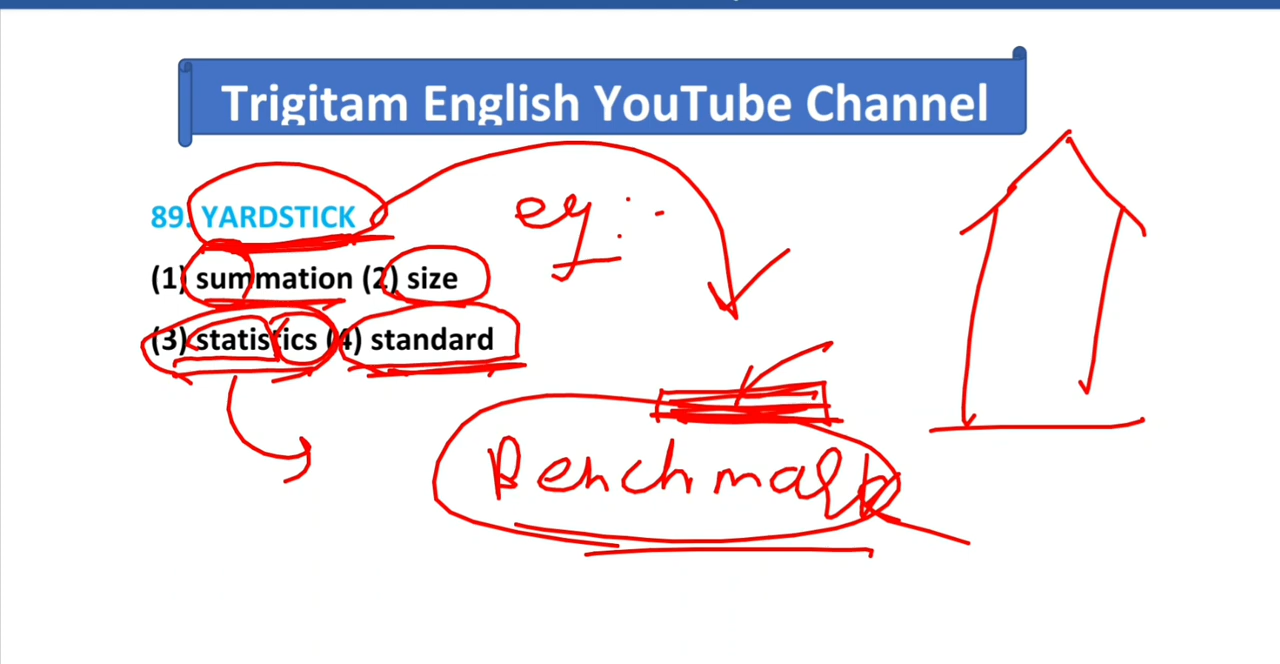 Trigitam English YouTube Channel
89. YARDSTICK
eg :-
(1) summation (2) size
(3) statistics (4) standard
Benchmark